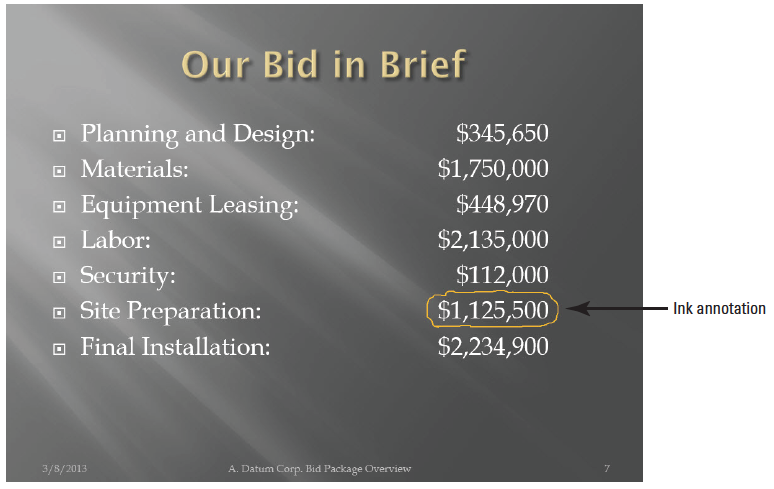 Our Bid in Brief
Planning and Design: $345,650
Materials: $1,750,000
Equipment Leasing: $448,970
Labor: $2,135,000
Security: $112,000
Site Preparation: $1,125,500
Ink annotation
Final Installation: $2,234,900
3/8/2013 A. Datum Corp. Bid Package Overview 7